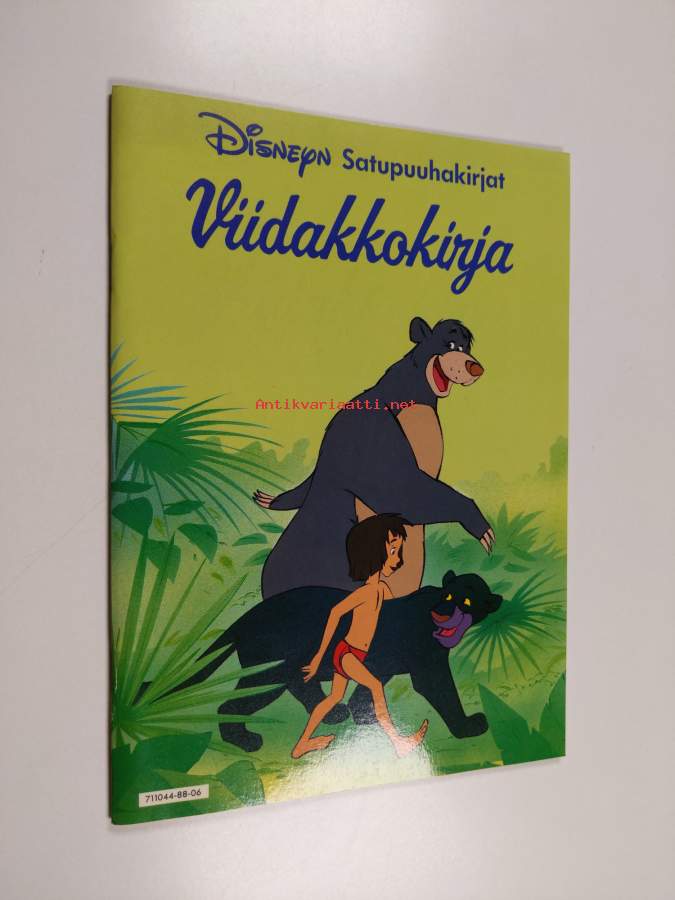 Disneyn Satupuuhakirjat
Viidakkokirja
Antikvariaatti.net
711044-88-06